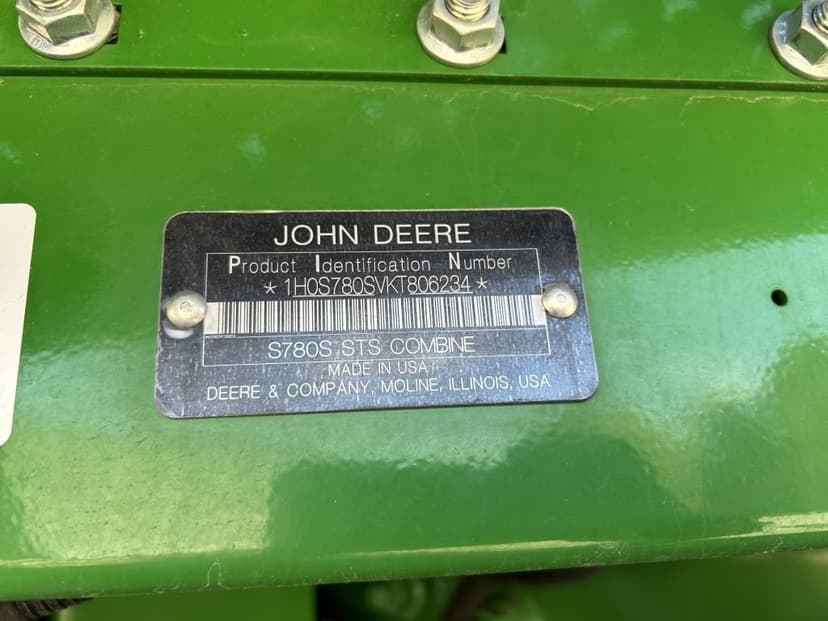 JOHN DEERE
Product Identification Number
*1H0S780SVKT806234*
S780S STS COMBINE
MADE IN USA
DEERE & COMPANY, MOLINE, ILLINOIS, USA